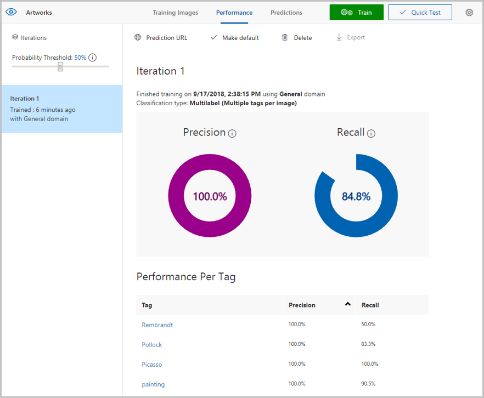 Artworks Training Images Performance Predictions Train Quick Test
Iterations Prediction URL Make default Delete Export
Probability Threshold: 50%
Iteration 1
Trained : 6 minutes ago
with General domain
Iteration 1
Finished training on 9/17/2018, 2:38:15 PM using General domain
Classification type: Multilabel (Multiple tags per image)
Precision Recall
100.0% 84.8%
Performance Per Tag
Tag Precision Recall
Rembrandt 100.0% 50.0%
Pollock 100.0% 83.3%
Picasso 100.0% 100.0%
painting 100.0% 90.5%